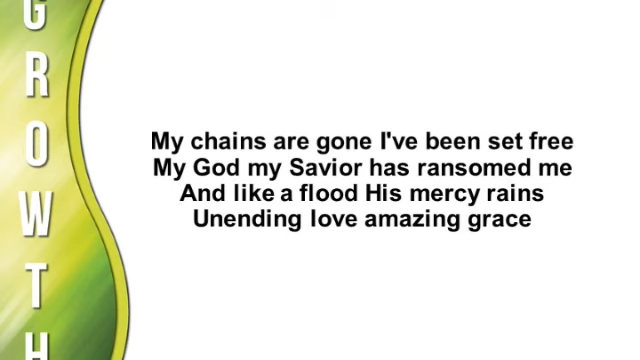 GROWTH
My chains are gone I've been set free
My God my Savior has ransomed me
And like a flood His mercy rains
Unending love amazing grace